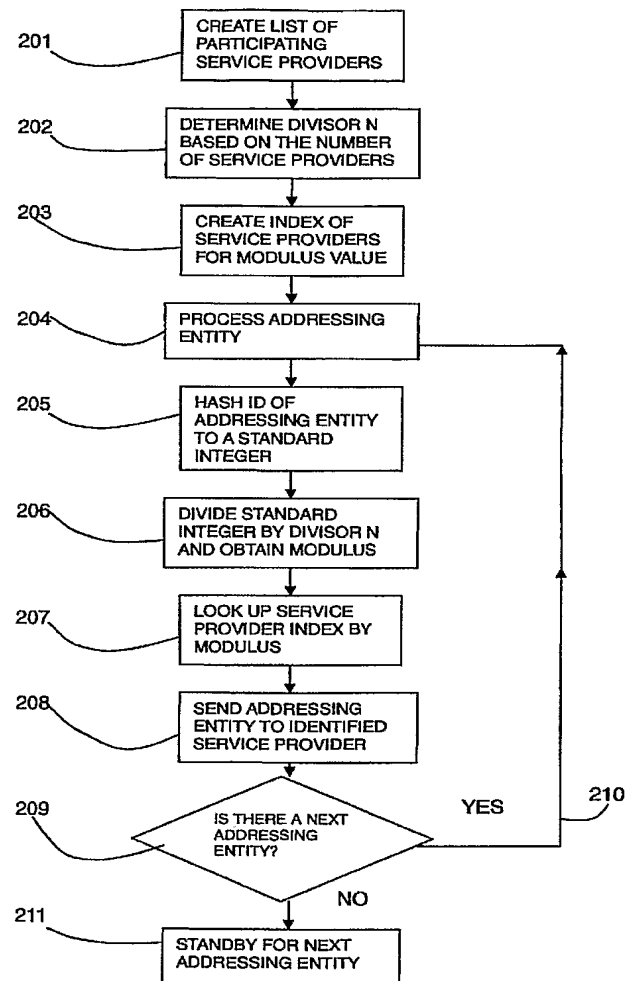 201
CREATE LIST OF
PARTICIPATING
SERVICE PROVIDERS
202
DETERMINE DIVISOR N
BASED ON THE NUMBER
OF SERVICE PROVIDERS
203
CREATE INDEX OF
SERVICE PROVIDERS
FOR MODULUS VALUE
204
PROCESS ADDRESSING
ENTITY
205
HASH ID OF
ADDRESSING ENTITY
TO A STANDARD
INTEGER
206
DIVIDE STANDARD
INTEGER BY DIVISOR N
AND OBTAIN MODULUS
207
LOOK UP SERVICE
PROVIDER INDEX BY
MODULUS
208
SEND ADDRESSING
ENTITY TO IDENTIFIED
SERVICE PROVIDER
209
IS THERE A NEXT
ADDRESSING
ENTITY?
YES
210
NO
211
STANDBY FOR NEXT
ADDRESSING ENTITY